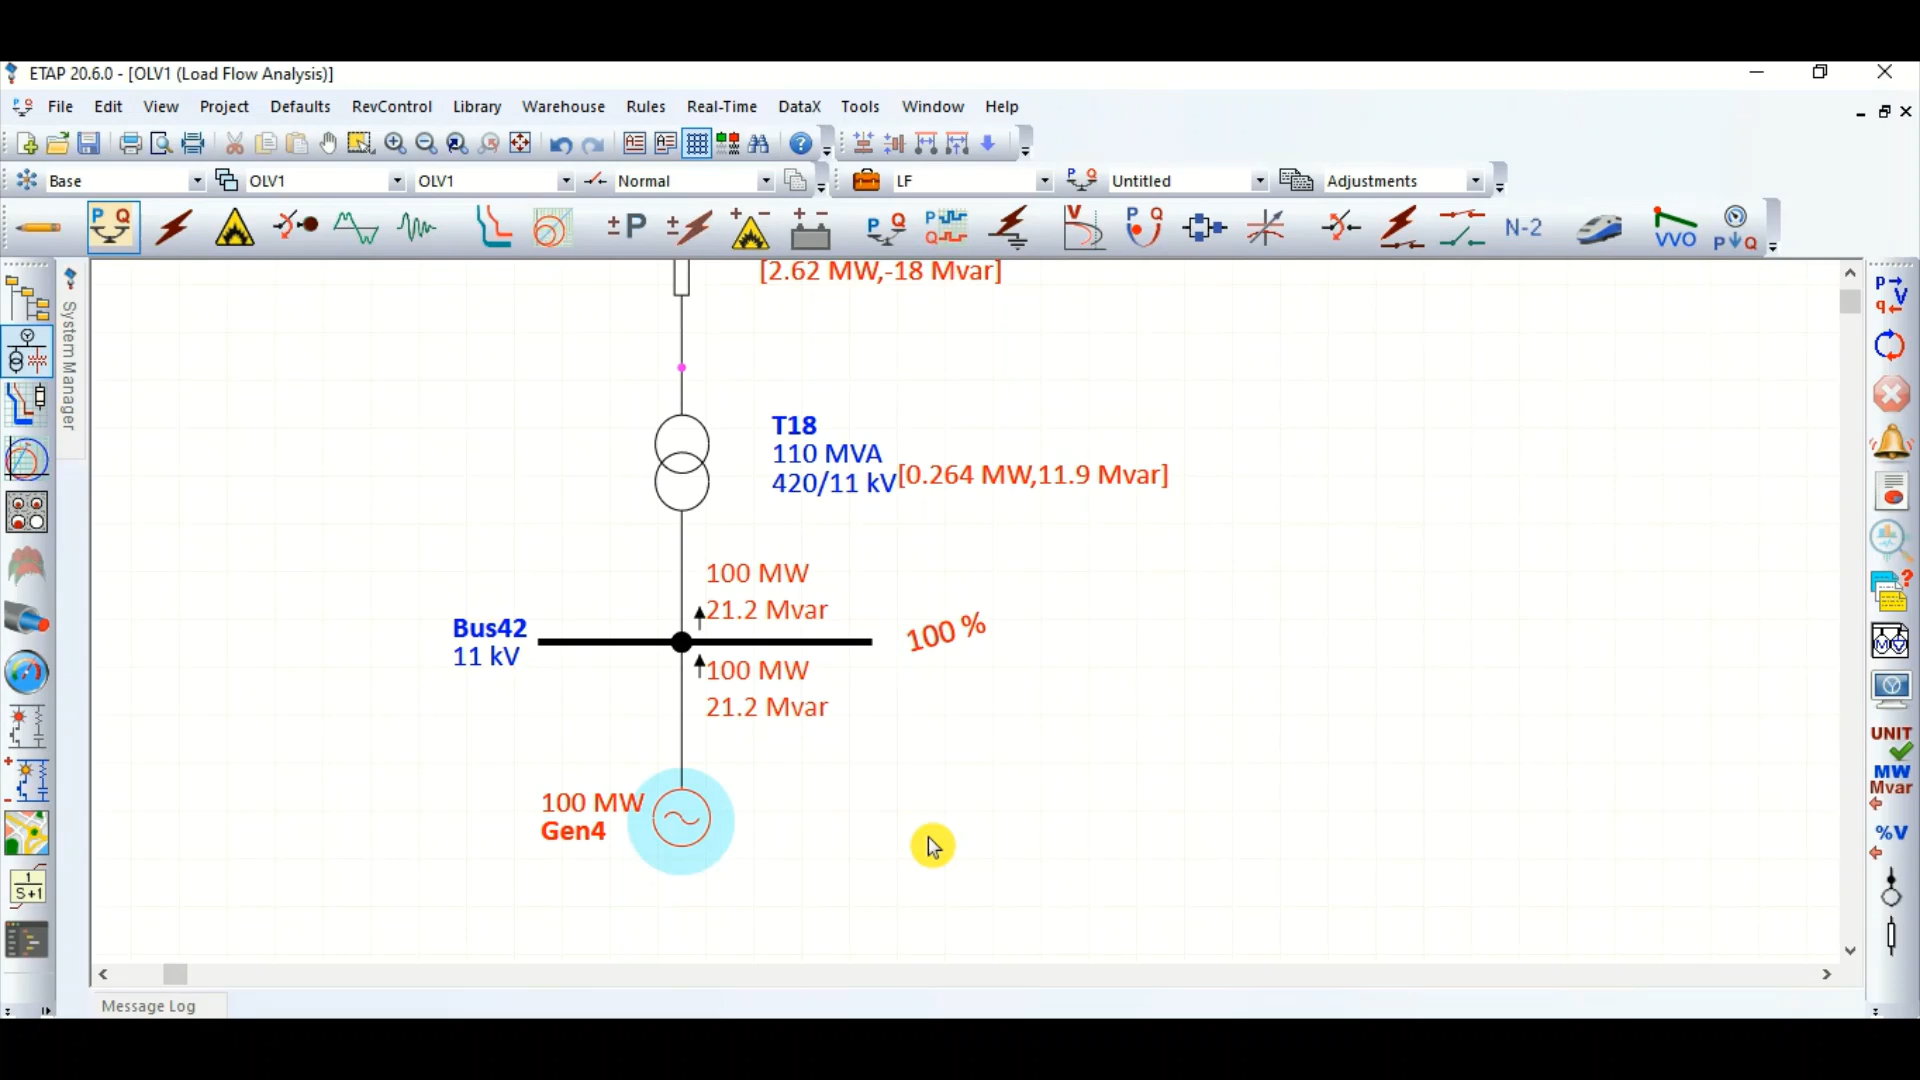 ETAP 20.6.0 - [OLV1 (Load Flow Analysis)]
File Edit View Project Defaults RevControl Library Warehouse Rules Real-Time DataX Tools Window Help
Base OLV1 OLV1 Normal LF Untitled Adjustments
P Q ± P ± P Q P Q V P Q N-2 VVO P Q
System Manager
[2.62 MW,-18 Mvar]
T18
110 MVA
420/11 kV
[0.264 MW,11.9 Mvar]
100 MW
21.2 Mvar
Bus42
11 kV
100 %
100 MW
21.2 Mvar
100 MW
Gen4
1
S+1
P
V
q
UNIT
MW
Mvar
%V
Message Log